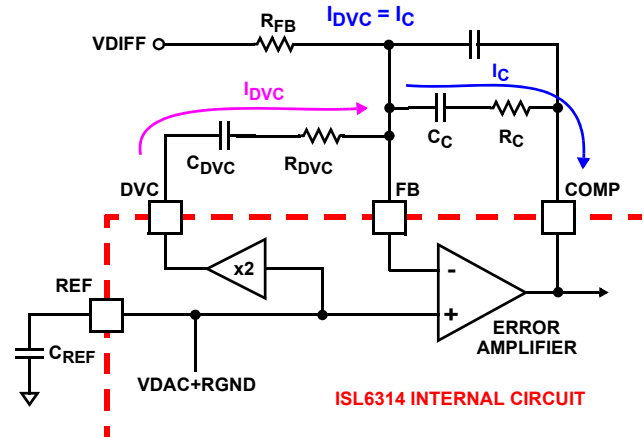 RFB
IDVC = IC
VDIFF
IC
IDVC
CC
RC
CDVC
RDVC
DVC
FB
COMP
x2
-
REF
+
ERROR
AMPLIFIER
CREF
VDAC+RGND
ISL6314 INTERNAL CIRCUIT